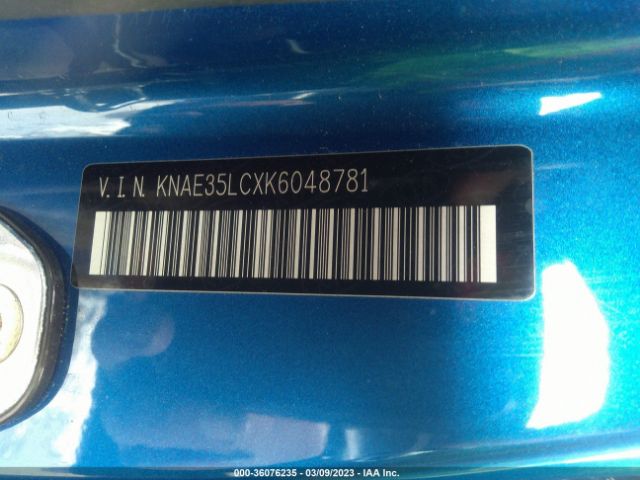 V.I.N. KNAE35LCXK6048781
000-36076235 - 03/09/2023 - IAA Inc.